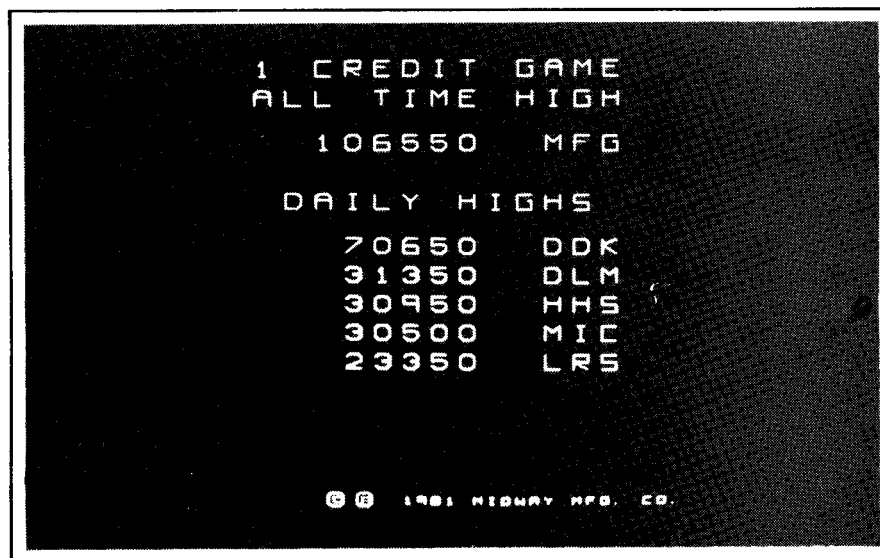 1 CREDIT GAME
ALL TIME HIGH
106550 MFG
DAILY HIGHS
70650 DDK
31350 DLM
30950 HHS
30500 MIC
23350 LRS
© 1981 MIDWAY MFG. CO.